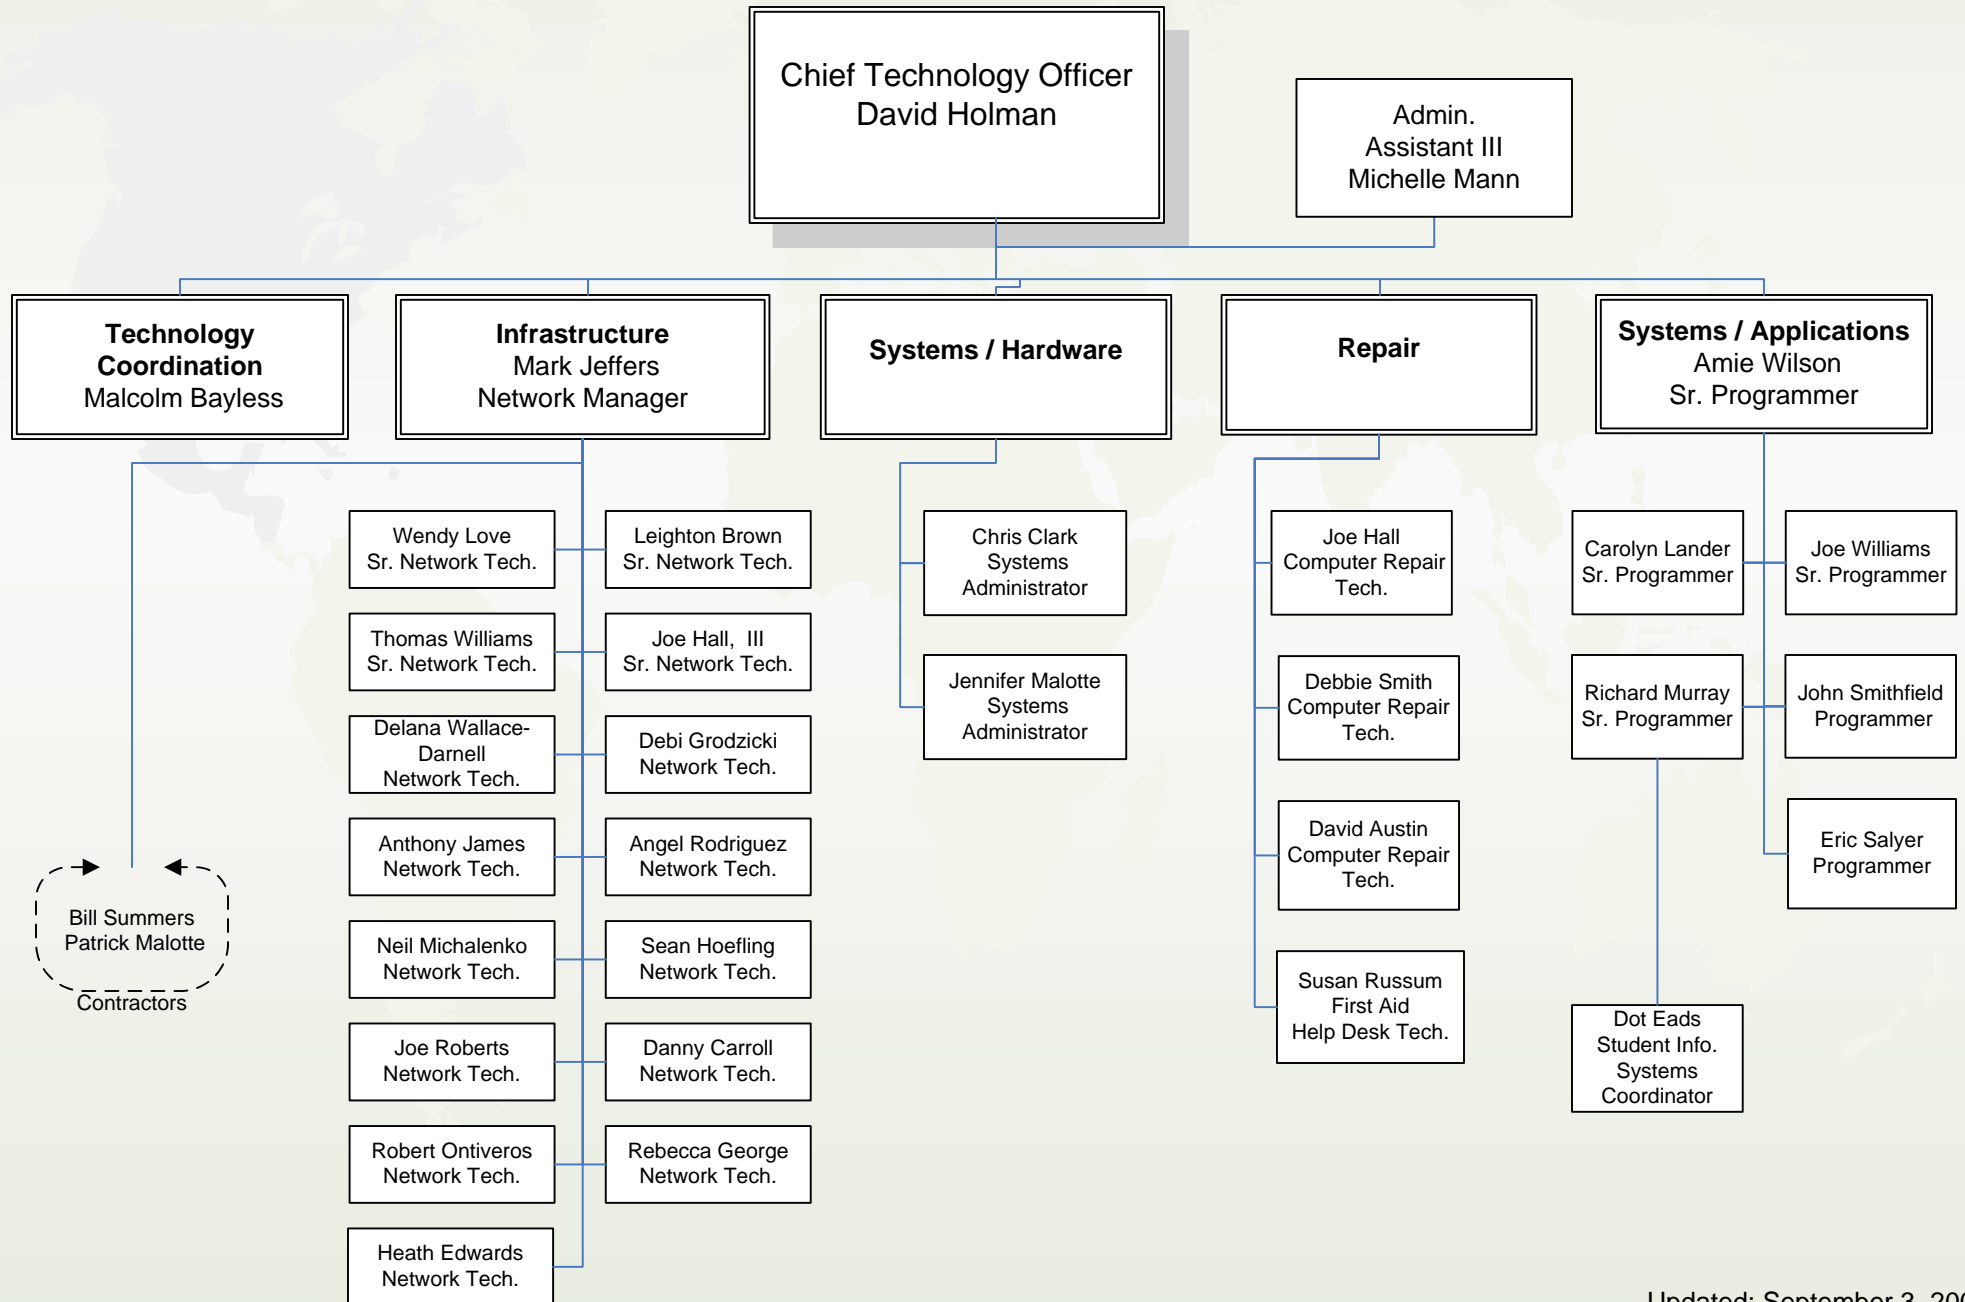 Chief Technology Officer
David Holman
Admin.
Assistant III
Michelle Mann
Technology
Coordination
Malcolm Bayless
Infrastructure
Mark Jeffers
Network Manager
Systems / Hardware
Repair
Systems / Applications
Amie Wilson
Sr. Programmer
Wendy Love
Sr. Network Tech.
Leighton Brown
Sr. Network Tech.
Thomas Williams
Sr. Network Tech.
Joe Hall,  III
Sr. Network Tech.
Delana Wallace-
Darnell
Network Tech.
Debi Grodzicki
Network Tech.
Anthony James
Network Tech.
Angel Rodriguez
Network Tech.
Neil Michalenko
Network Tech.
Sean Hoefling
Network Tech.
Joe Roberts
Network Tech.
Danny Carroll
Network Tech.
Robert Ontiveros
Network Tech.
Rebecca George
Network Tech.
Heath Edwards
Network Tech.
Bill Summers
Patrick Malotte
Contractors
Chris Clark
Systems
Administrator
Jennifer Malotte
Systems
Administrator
Joe Hall
Computer Repair
Tech.
Debbie Smith
Computer Repair
Tech.
David Austin
Computer Repair
Tech.
Susan Russum
First Aid
Help Desk Tech.
Carolyn Lander
Sr. Programmer
Joe Williams
Sr. Programmer
Richard Murray
Sr. Programmer
John Smithfield
Programmer
Eric Salyer
Programmer
Dot Eads
Student Info.
Systems
Coordinator
Updated: September 3,